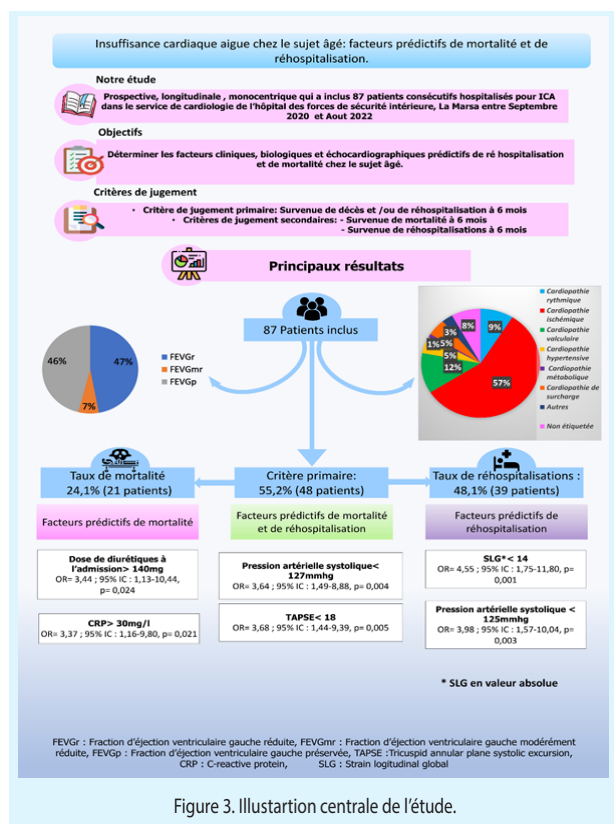 Insuffisance cardiaque aigue chez le sujet âgé: facteurs prédictifs de mortalité et de
réhospitalisation.
Notre étude
Prospective, longitudinale , monocentrique qui a inclus 87 patients consécutifs hospitalisés pour ICA
dans le service de cardiologie de l'hôpital des forces de sécurité intérieure, La Marsa entre Septembre
2020 et Aout 2022
Objectifs
Déterminer les facteurs cliniques, biologiques et échocardiographiques prédictifs de ré hospitalisation
et de mortalité chez le sujet âgé.
Critères de jugement
• Critère de jugement primaire: Survenue de décès et /ou de réhospitalisation à 6 mois
• Critères de jugement secondaires: - Survenue de mortalité à 6 mois
- Survenue de réhospitalisations à 6 mois
Principaux résultats
87 Patients inclus
46%
47%
7%
FEVGr
FEVGmr
FEVGp
8%
9%
3%
5%
1%
5%
12%
57%
Cardiopathie
rythmique
Cardiopathie
ischémique
Cardiopathie
valculaire
Cardiopathie
hypertensive
Cardiopathie
métabolique
Cardiopathie de
surcharge
Autres
Non étiquetée
Taux de mortalité
24,1% (21 patients)
Critère primaire:
55,2% (48 patients)
Taux de réhospitalisations :
48,1% (39 patients)
Facteurs prédictifs de mortalité
Facteurs prédictifs de mortalité
et de réhospitalisation
Facteurs prédictifs de
réhospitalisation
Dose de diurétiques à
l'admission> 140mg
OR= 3,44 ; 95% IC : 1,13-10,44,
p= 0,024
CRP> 30mg/l
OR= 3,37 ; 95% IC : 1,16-9,80, p= 0,021
Pression artérielle systolique<
127mmhg
OR= 3,64 ; 95% IC : 1,49-8,88, p= 0,004
TAPSE< 18
OR= 3,68 ; 95% IC : 1,44-9,39, p= 0,005
SLG*< 14
OR= 4,55 ; 95% IC : 1,75-11,80, p=
0,001
Pression artérielle systolique <
125mmhg
OR= 3,98 ; 95% IC : 1,57-10,04, p=
0,003
* SLG en valeur absolue
FEVGr : Fraction d'éjection ventriculaire gauche réduite, FEVGmr : Fraction d'éjection ventriculaire gauche modérément
réduite, FEVGp : Fraction d'éjection ventriculaire gauche préservée, TAPSE :Tricuspid annular plane systolic excursion,
CRP : C-reactive protein, SLG : Strain logitudinal global
Figure 3. Illustartion centrale de l'étude.